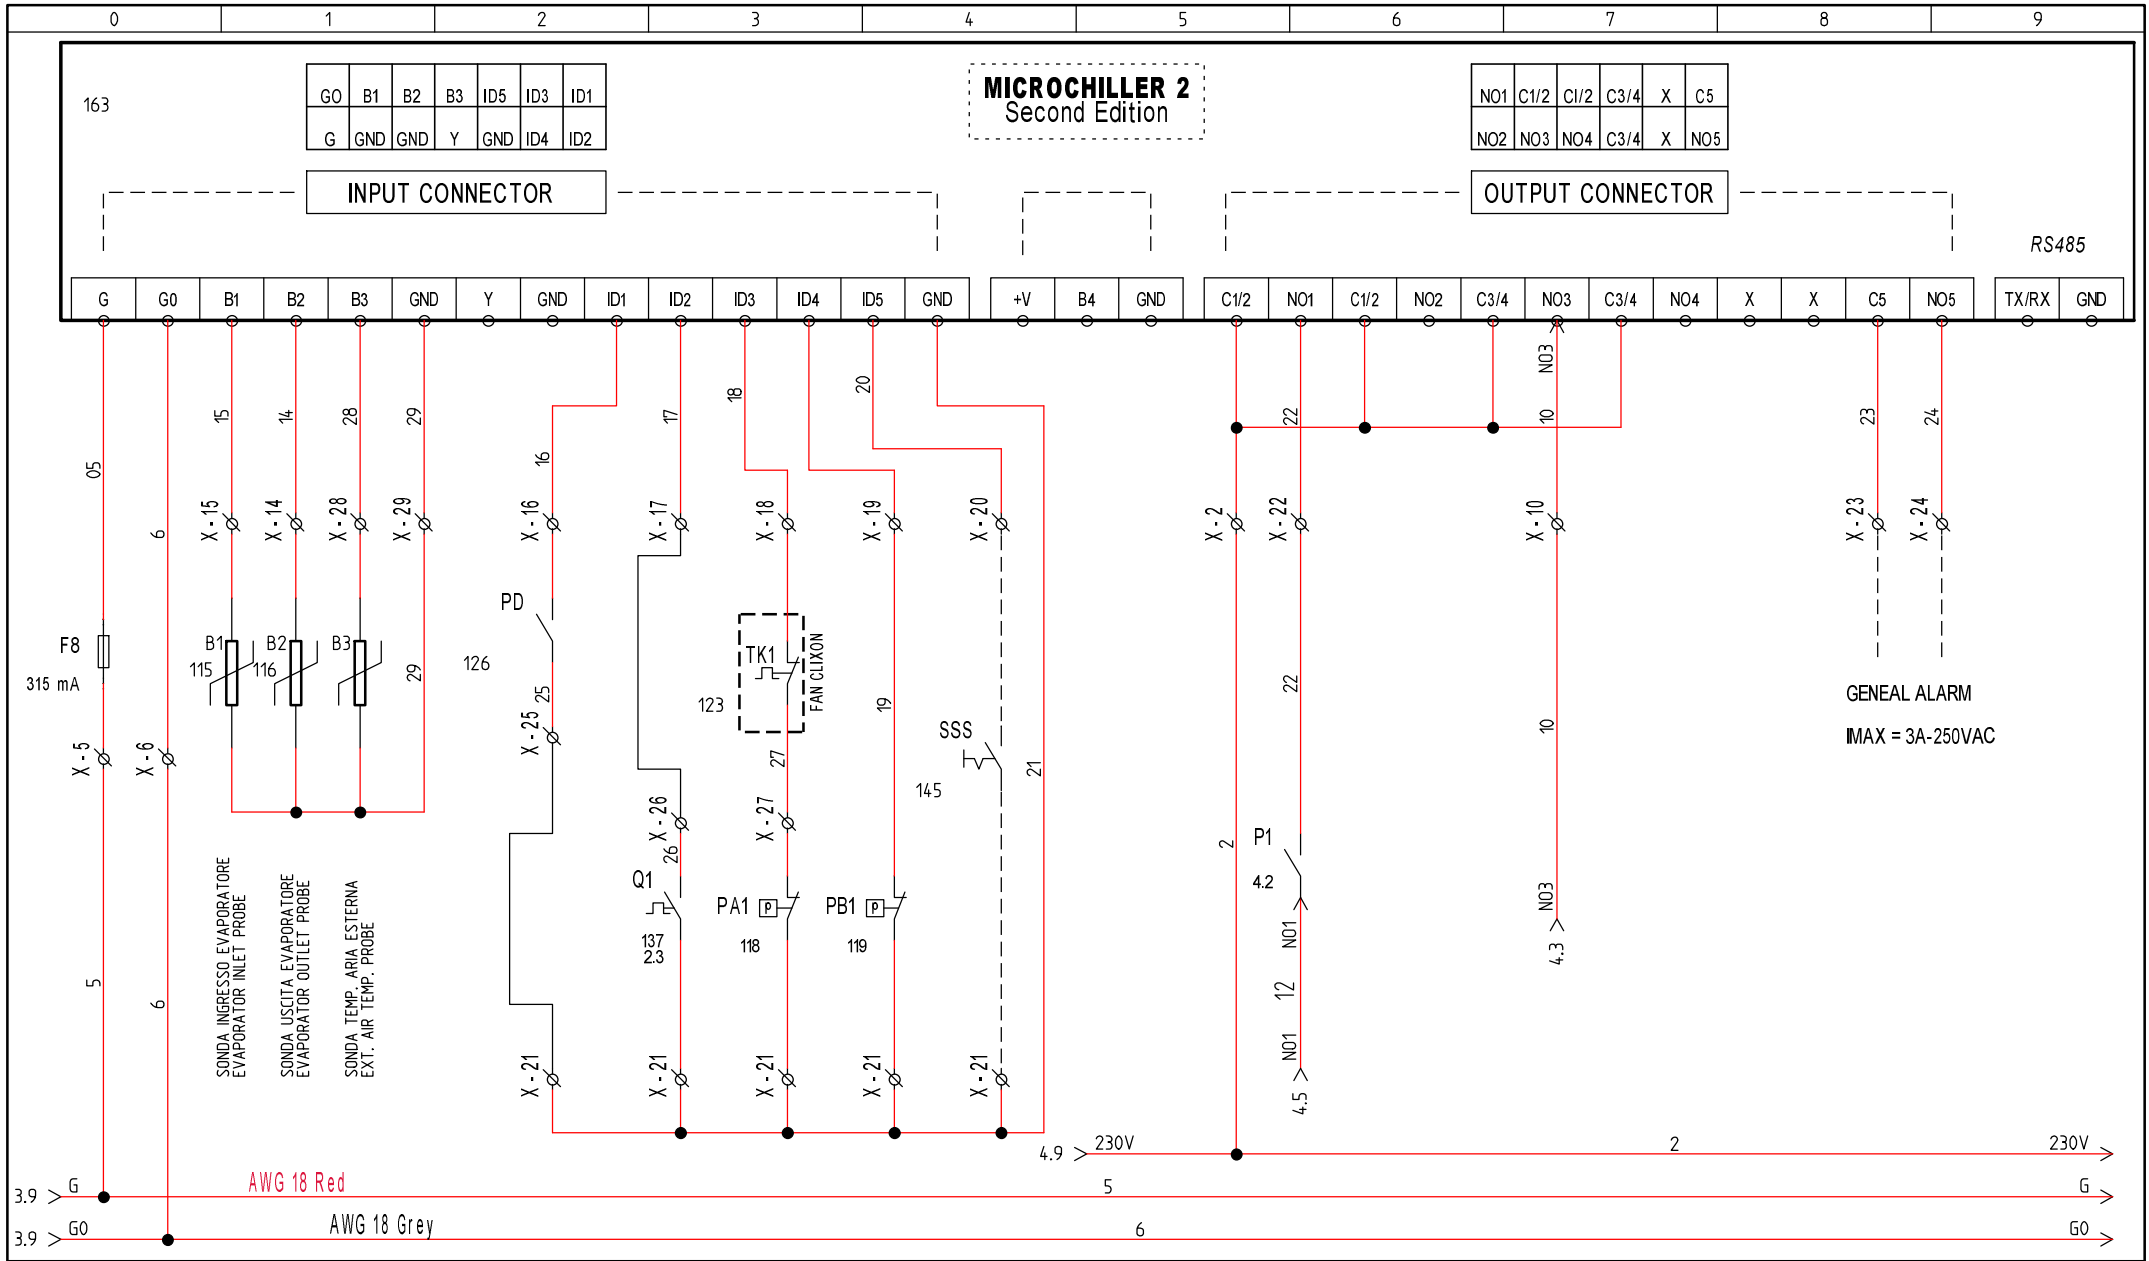 0 1 2 3 4 5 6 7 8 9
163
G0 B1 B2 B3 ID5 ID3 ID1
G GND GND Y GND ID4 ID2
MICROCHILLER 2
Second Edition
NO1 C1/2 CI/2 C3/4 X C5
NO2 NO3 NO4 C3/4 X NO5
INPUT CONNECTOR
OUTPUT CONNECTOR
RS485
G G0 B1 B2 B3 GND Y GND ID1 ID2 ID3 ID4 ID5 GND +V B4 GND C1/2 NO1 C1/2 NO2 C3/4 NO3 C3/4 NO4 X X C5 NO5 TX/RX GND
NO3
15 14 28 29 17 18 20 22 10 23 24
05 16
6
X - 15 X - 14 X - 28 X - 29 X - 16 X - 17 X - 18 X - 19 X - 20 X - 2 X - 22 X - 10 X - 23 X - 24
PD
126
F8
315 mA
B1
115
B2
116
B3
29
25
TK1
FAN CLIXON
123
19
22
GENEAL ALARM
IMAX = 3A-250VAC
X - 5 X - 6 X - 25
27
SSS
145
21
10
X - 26 X - 27
26
2
P1
4.2
Q1
137
2.3
PA1 P
118
PB1 P
119
NO1
NO3
4.3
5
6
12
SONDA INGRESSO EVAPORATORE
EVAPORATOR INLET PROBE
SONDA USCITA EVAPORATORE
EVAPORATOR OUTLET PROBE
SONDA TEMP. ARIA ESTERNA
EXT. AIR TEMP. PROBE
X - 21 X - 21 X - 21 X - 21 X - 21
NO1
4.5
4.9 230V 2 230V
3.9 G AWG 18 Red 5 G
3.9 G0 AWG 18 Grey 6 G0